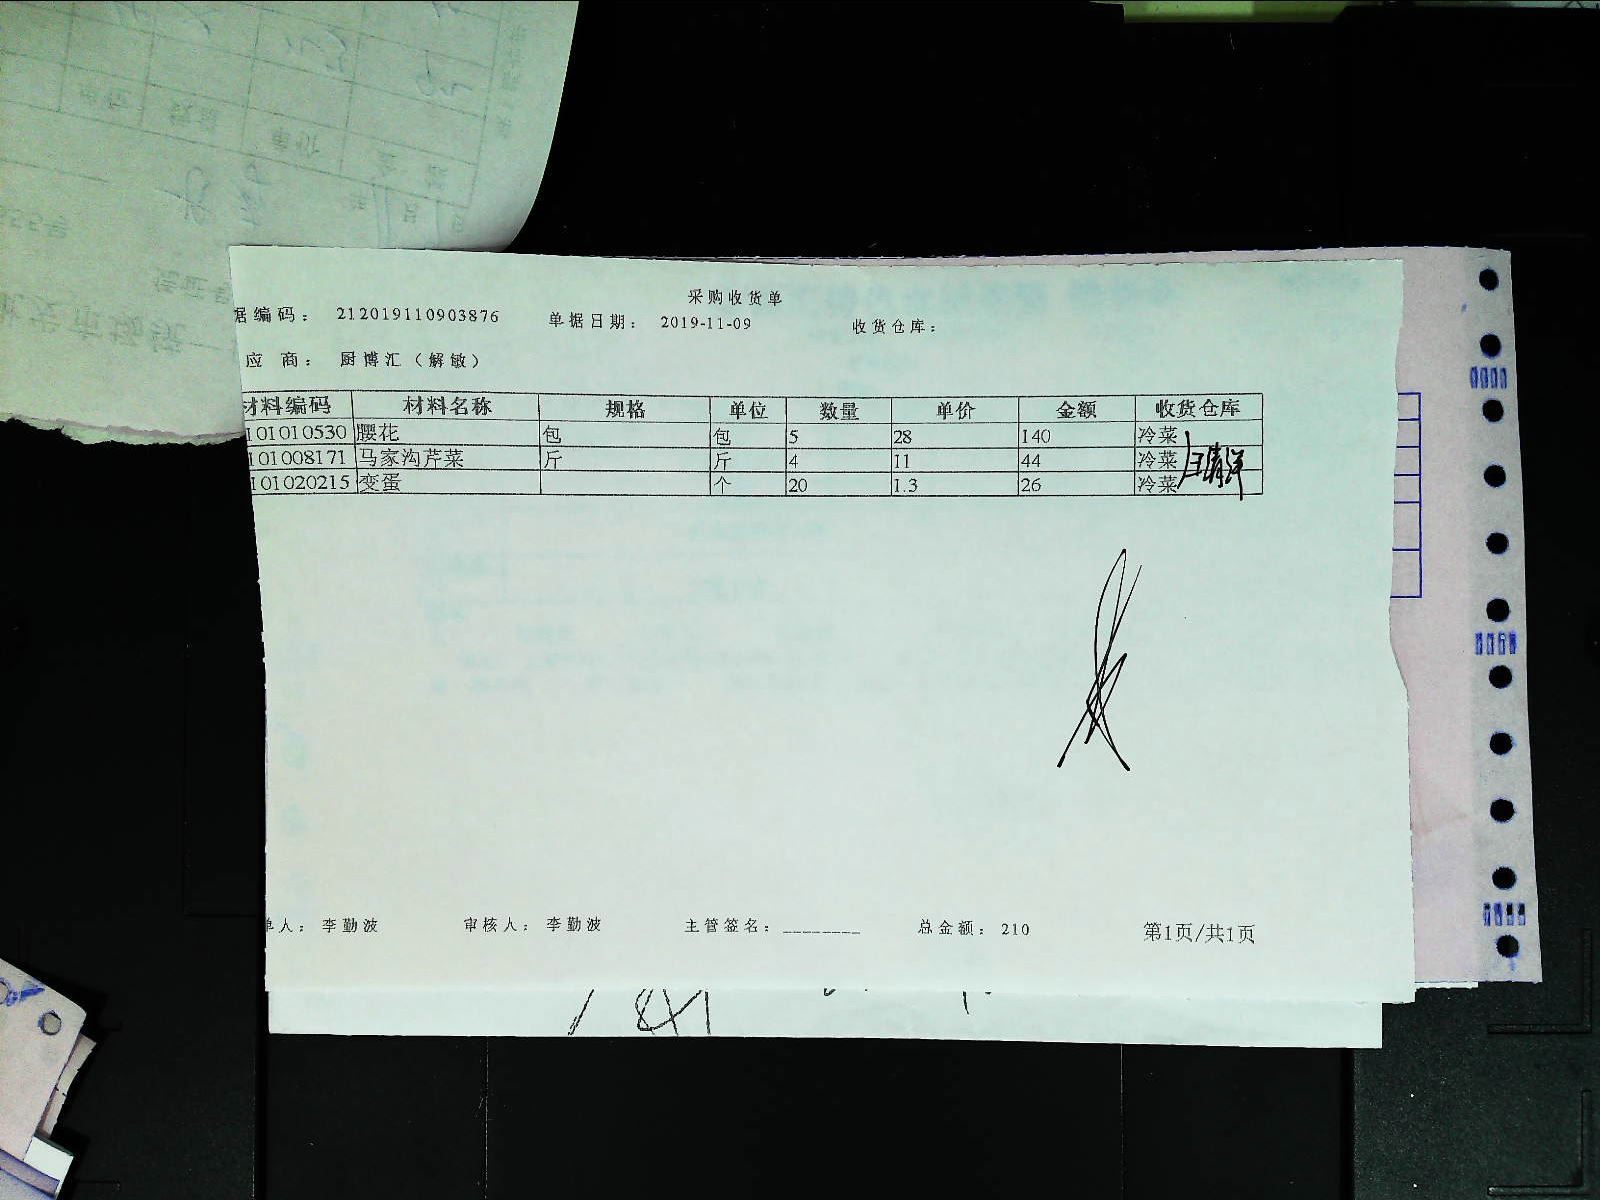 采购收货单
据编码： 212019110903876 单据日期： 2019-11-09 收货仓库：
应 商： 厨博汇（解敏）
材料编码 材料名称 规格 单位 数量 单价 金额 收货仓库
101010530 腰花 包 包 5 28 140 冷菜
101008171 马家沟芹菜 斤 斤 4 11 44 冷菜
101020215 变蛋 个 20 1.3 26 冷菜
单人： 李勤波 审核人： 李勤波 主管签名：________ 总金额： 210 第1页/共1页